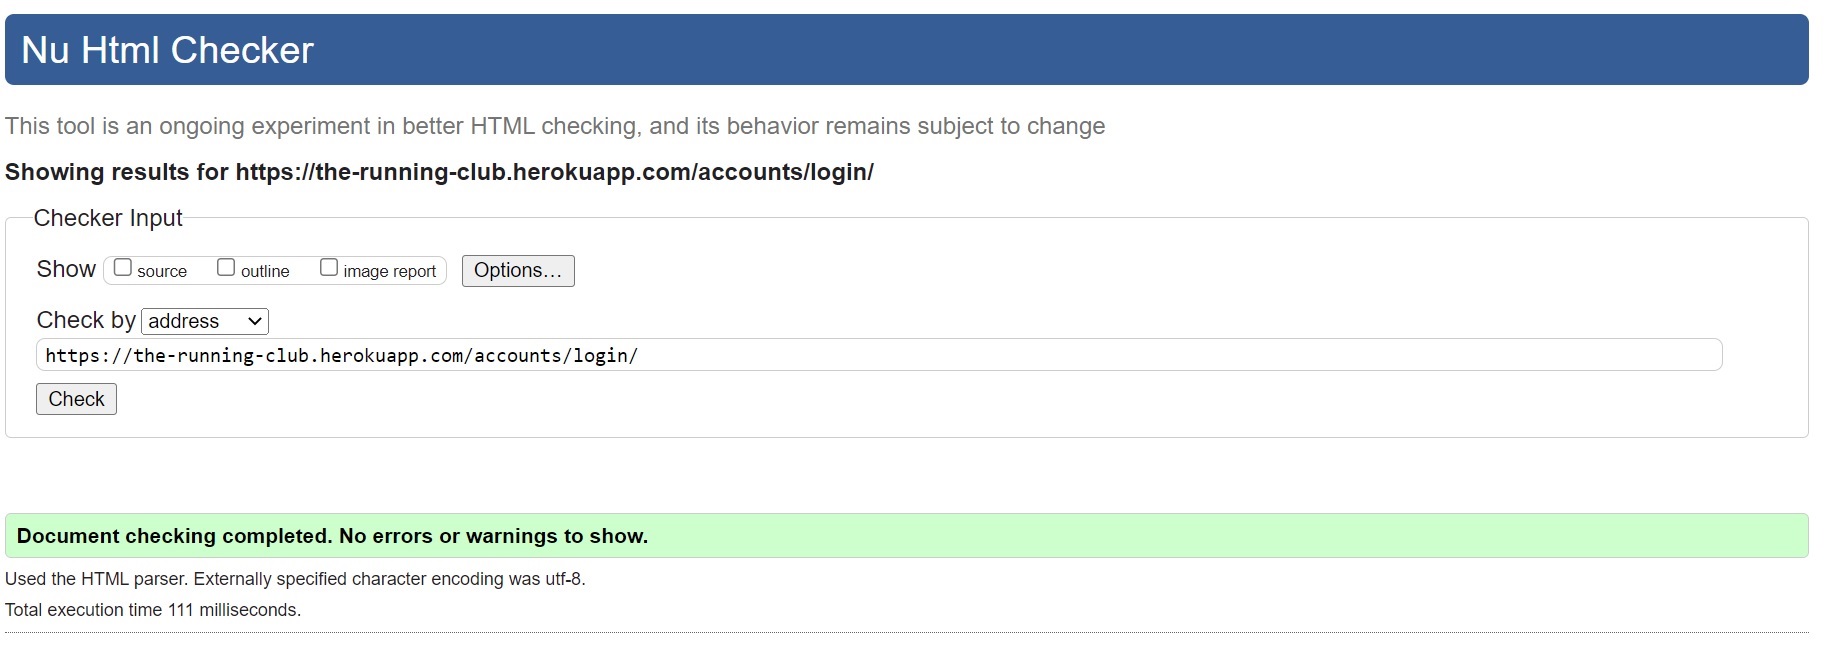 Nu Html Checker
This tool is an ongoing experiment in better HTML checking, and its behavior remains subject to change
Showing results for https://the-running-club.herokuapp.com/accounts/login/
Checker Input
Show source outline image report Options…
Check by address
https://the-running-club.herokuapp.com/accounts/login/
Check
Document checking completed. No errors or warnings to show.
Used the HTML parser. Externally specified character encoding was utf-8.
Total execution time 111 milliseconds.